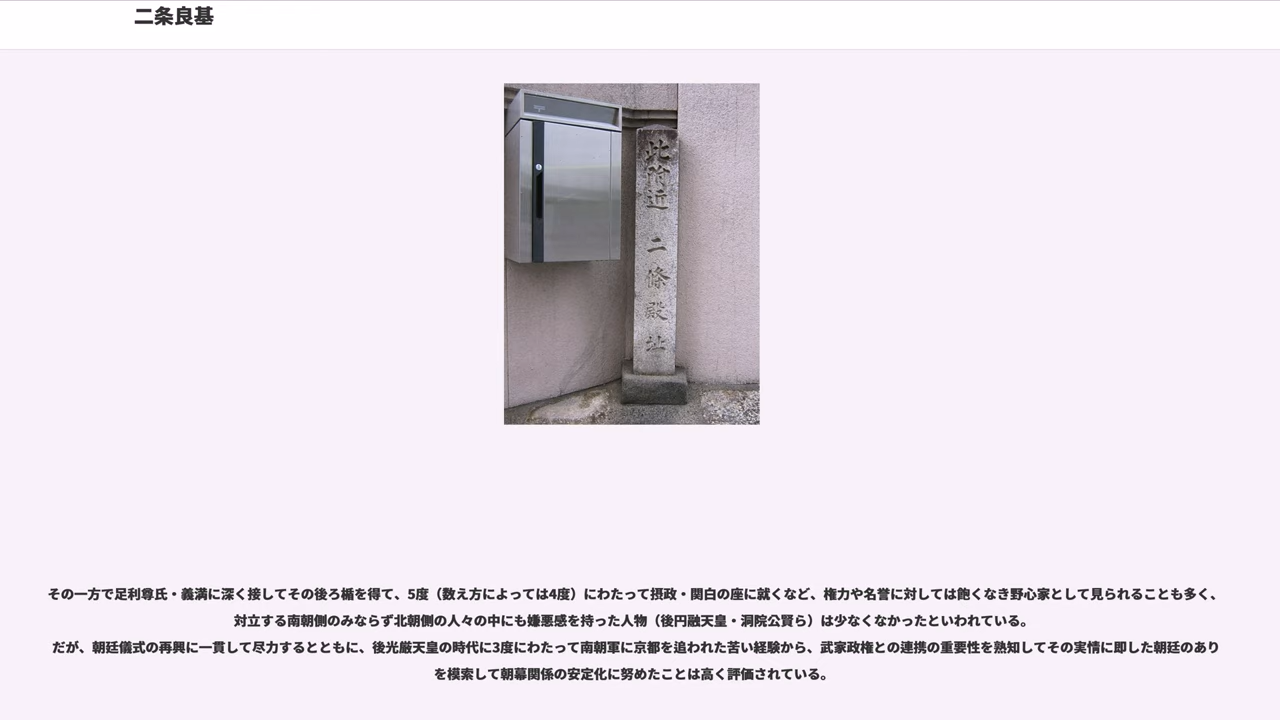 二条良基
此附近 二條殿址
その一方で足利尊氏・義満に深く接してその後ろ楯を得て、5度（数え方によっては4度）にわたって摂政・関白の座に就くなど、権力や名誉に対しては飽くなき野心家として見られることも多く、
対立する南朝側のみならず北朝側の人々の中にも嫌悪感を持った人物（後円融天皇・洞院公賢ら）は少なくなかったといわれている。
だが、朝廷儀式の再興に一貫して尽力するとともに、後光厳天皇の時代に3度にわたって南朝軍に京都を追われた苦い経験から、武家政権との連携の重要性を熟知してその実情に即した朝廷のあり
を模索して朝幕関係の安定化に努めたことは高く評価されている。